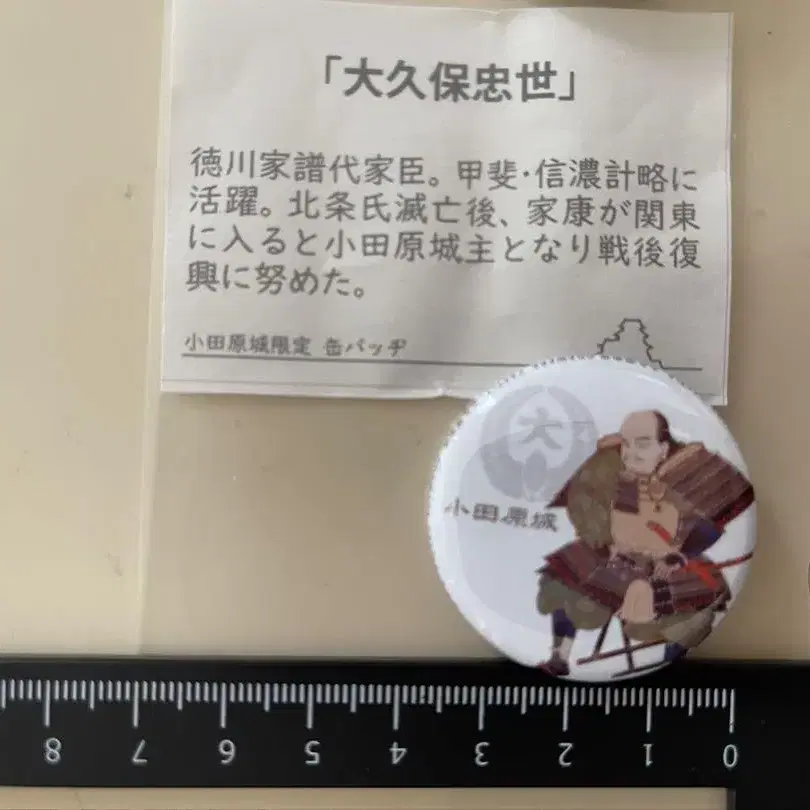 「大久保忠世」
徳川家譜代家臣。甲斐・信濃計略に
活躍。北条氏滅亡後、家康が関東
に入ると小田原城主となり戦後復
興に努めた。
小田原城限定 缶バッヂ
大
小田原城
8 7 6 5 4 3 2 1 0